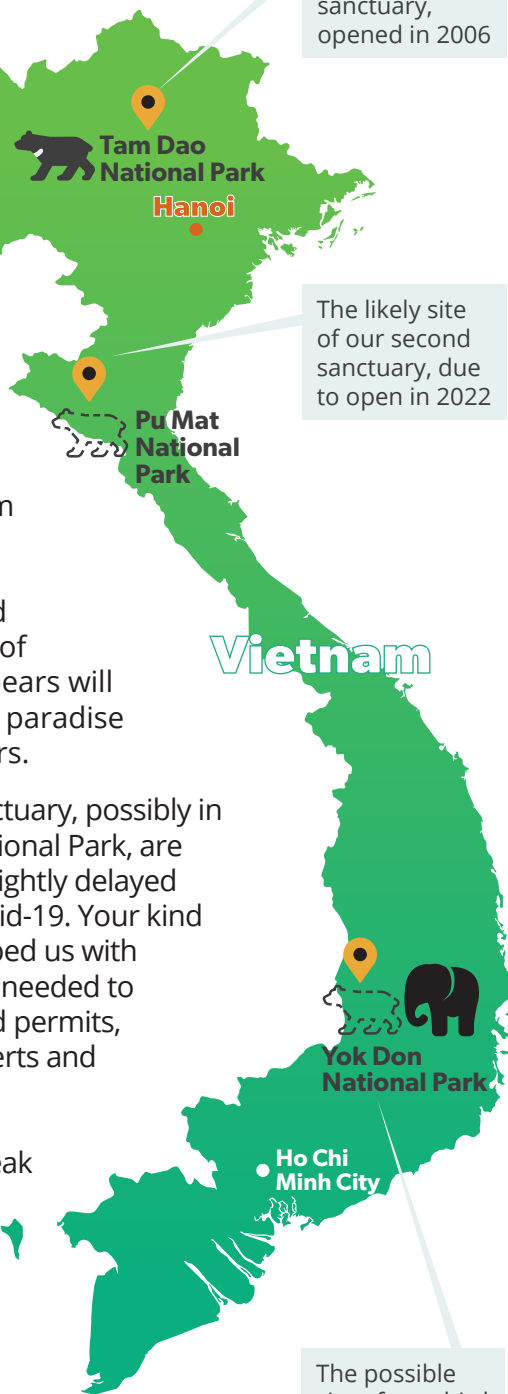 sanctuary,
opened in 2006
Tam Dao
National Park
Hanoi
The likely site
of our second
sanctuary, due
to open in 2022
Pu Mat
National
Park
of
ears will
paradise
rs.
Vietnam
ctuary, possibly in
ional Park, are
ightly delayed
id-19. Your kind
ped us with
needed to
d permits,
erts and
eak
Yok Don
National Park
Ho Chi
Minh City
The possible